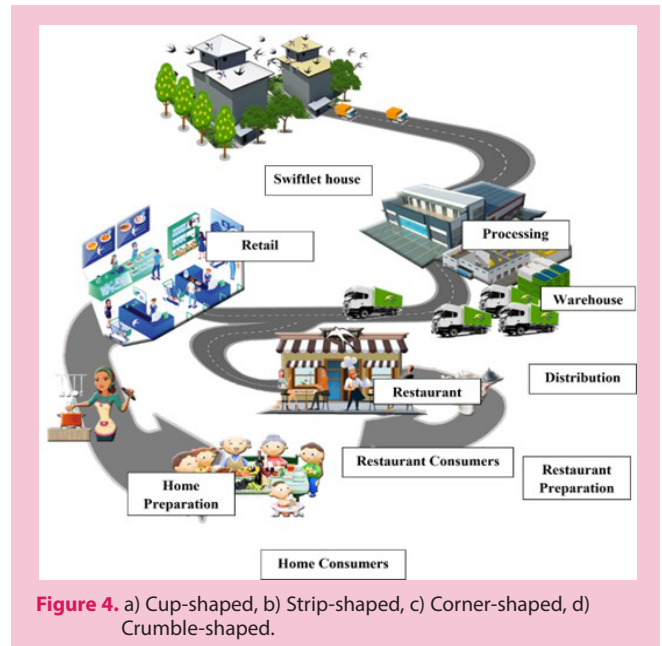 Swiftlet house
Retail
Processing
Warehouse
Distribution
Restaurant
Restaurant Consumers
Restaurant
Preparation
Home
Preparation
Home Consumers
Figure 4. a) Cup-shaped, b) Strip-shaped, c) Corner-shaped, d)
Crumble-shaped.